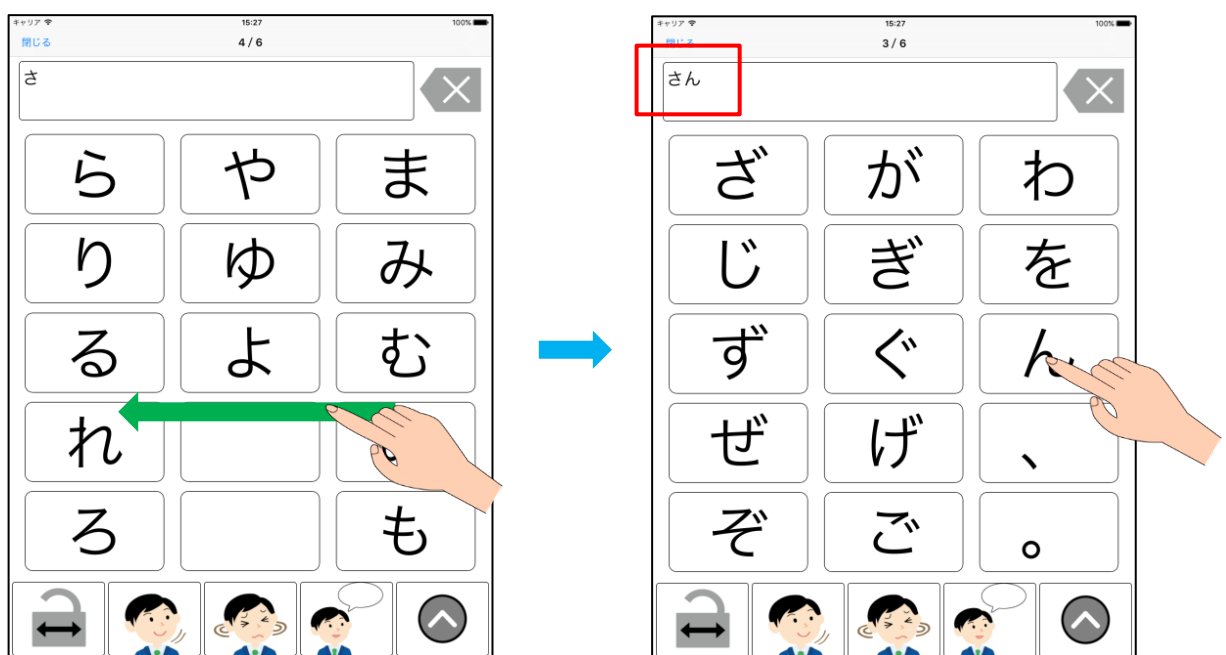 キャリア 15:27 100%
閉じる 4 / 6
さ
ら や ま
り ゆ み
る よ む
れ
ろ も
キャリア 15:27 100%
閉じる 3 / 6
さん
ざ が わ
じ ぎ を
ず ぐ ん
ぜ げ 、
ぞ ご 。